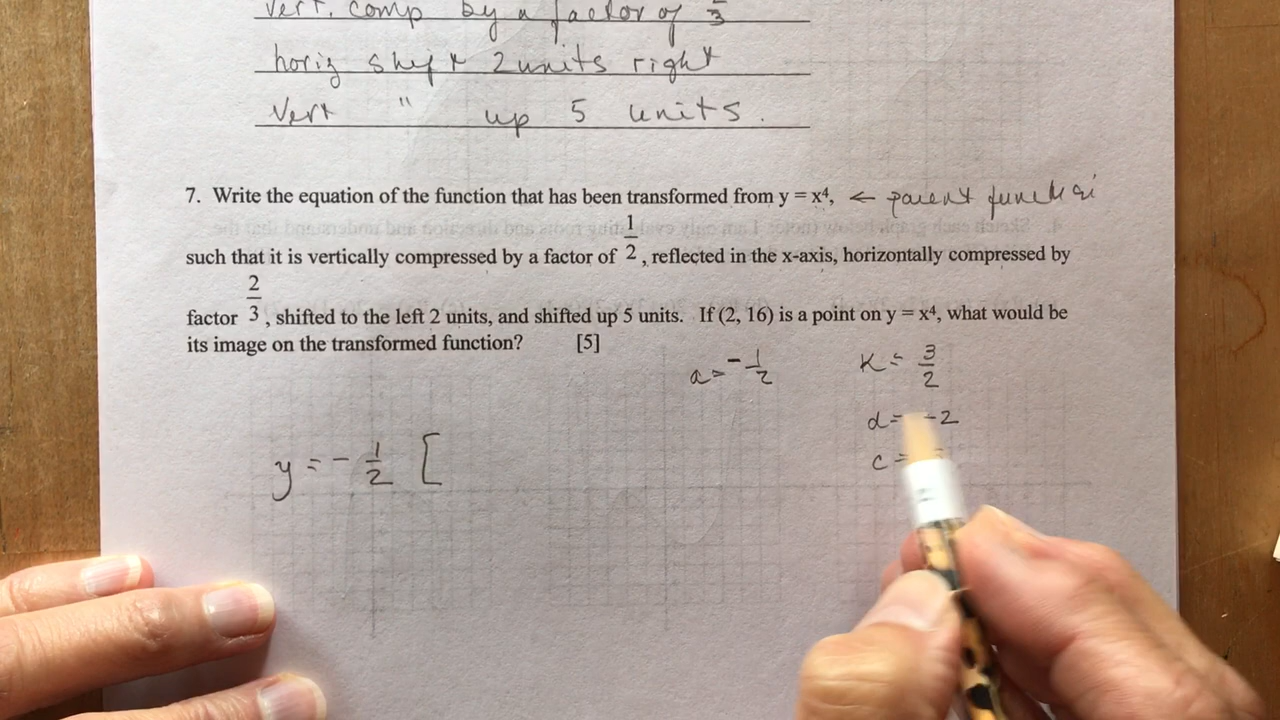 vert. comp by a factor of 1/3
horiz shift 2 units right
Vert " up 5 units.
7. Write the equation of the function that has been transformed from y = x⁴, ← parent functi
such that it is vertically compressed by a factor of 1/2, reflected in the x-axis, horizontally compressed by
factor 2/3, shifted to the left 2 units, and shifted up 5 units. If (2, 16) is a point on y = x⁴, what would be
its image on the transformed function? [5]
a = -1/2
K = 3/2
d = -2
c =
y = - 1/2 [